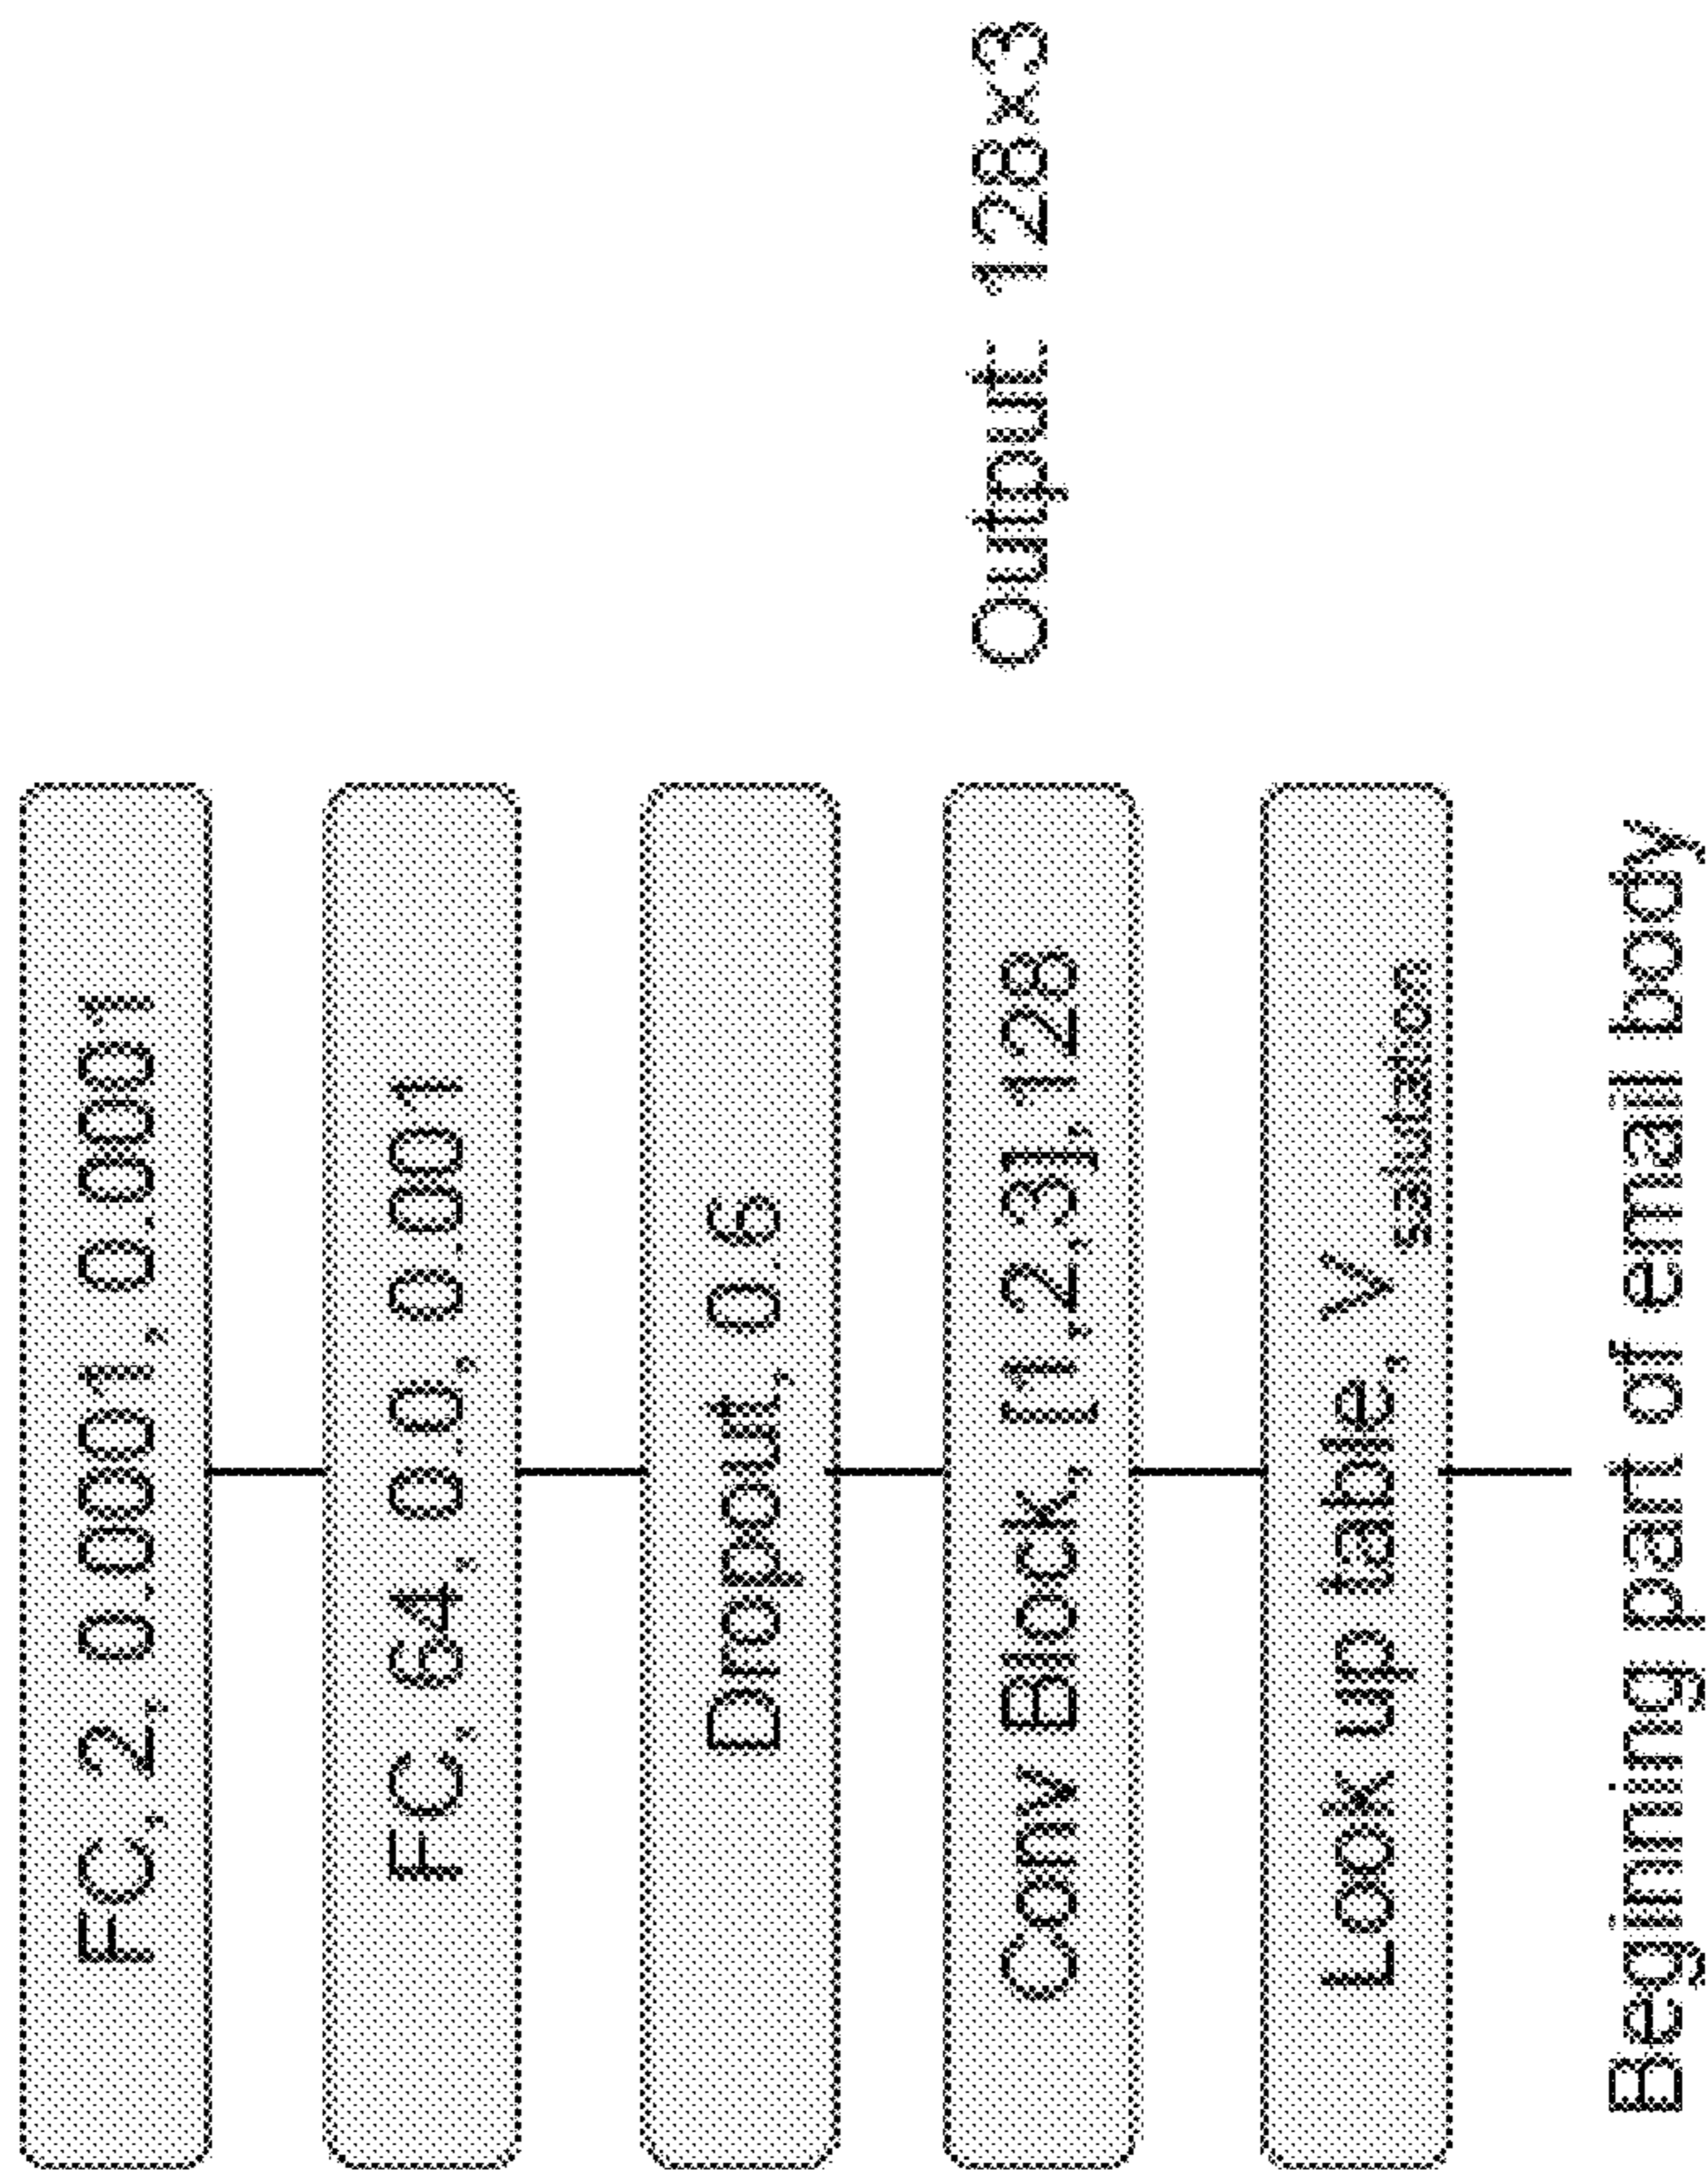 FC, 2, 0.0001, 0.0001
FC, 64, 0.0, 0.001
Dropout, 0.6
Conv Block, [1,2,3], 128
Output: 128x3
Look up table, V salutation
Beginning part of email body